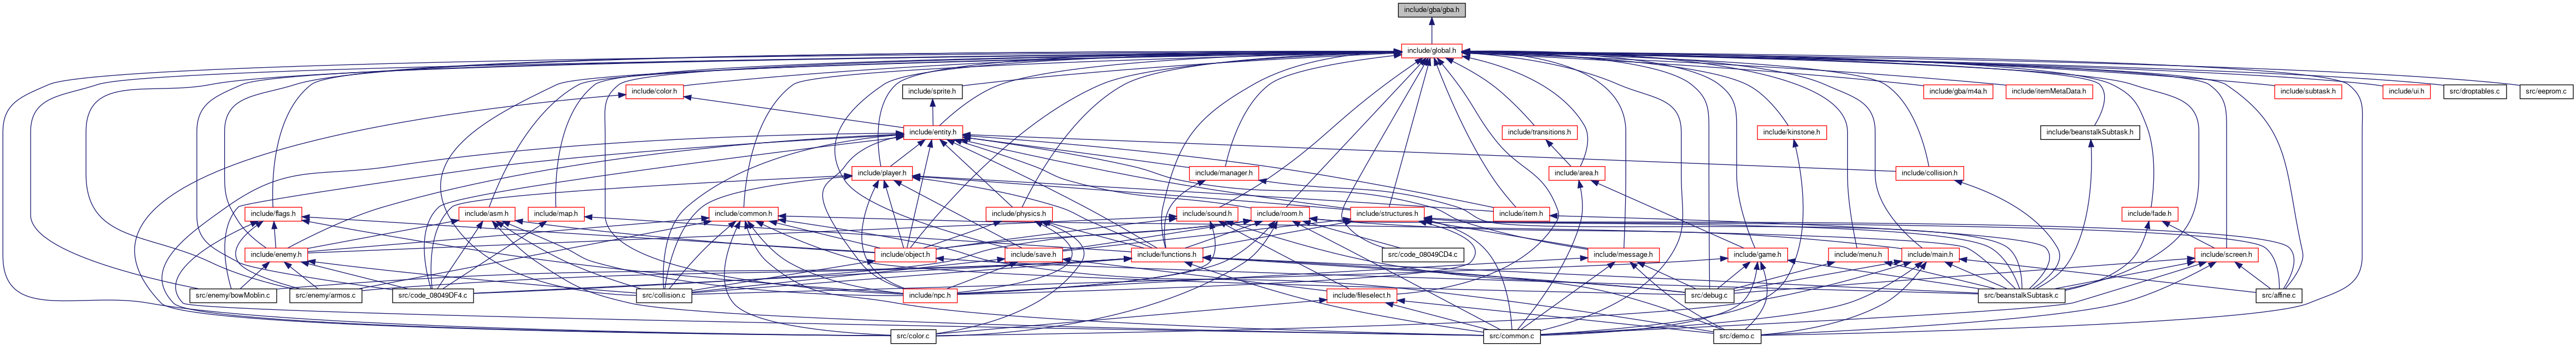 include/gba/gba.h
include/global.h
include/color.h
include/sprite.h
include/gba/m4a.h
include/itemMetaData.h
include/subtask.h
include/ui.h
src/droptables.c
src/eeprom.c
include/entity.h
include/transitions.h
include/kinstone.h
include/beanstalkSubtask.h
include/player.h
include/manager.h
include/area.h
include/collision.h
include/flags.h
include/asm.h
include/map.h
include/common.h
include/physics.h
include/sound.h
include/room.h
include/structures.h
include/item.h
include/fade.h
include/enemy.h
include/object.h
include/save.h
include/functions.h
src/code_08049CD4.c
include/message.h
include/game.h
include/menu.h
include/main.h
include/screen.h
src/enemy/bowMoblin.c
src/enemy/armos.c
src/code_08049DF4.c
src/collision.c
include/npc.h
include/fileselect.h
src/debug.c
src/beanstalkSubtask.c
src/affine.c
src/color.c
src/common.c
src/demo.c